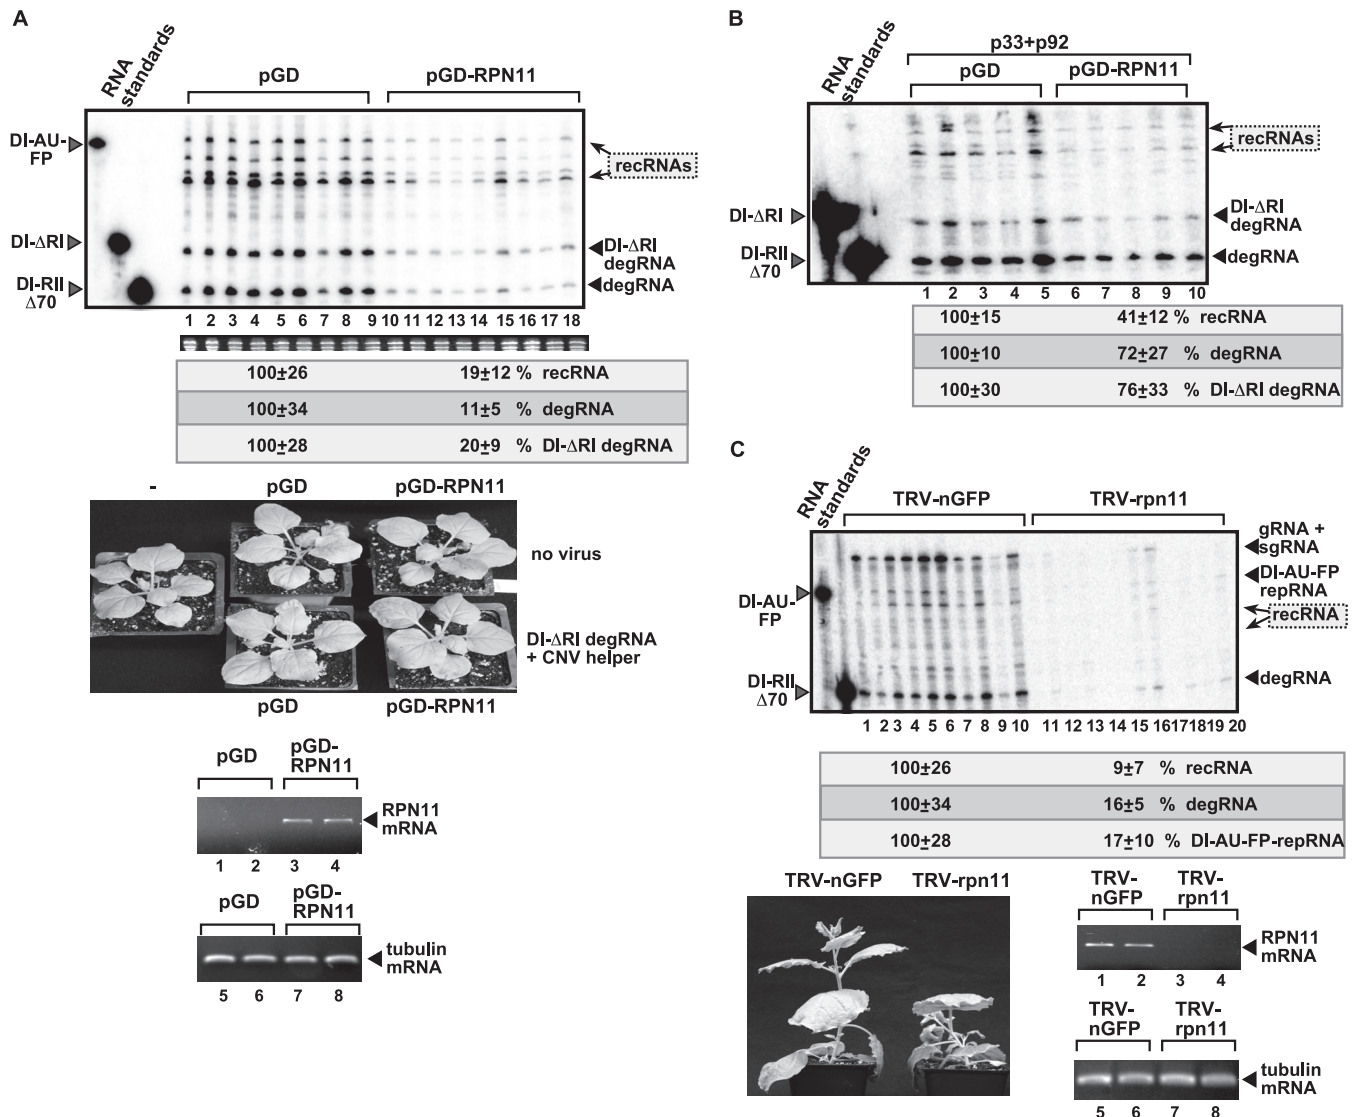 A
RNA
standards
pGD
pGD-RPN11
DI-AU-
FP
recRNAs
DI-ΔRI
DI-ΔRI
degRNA
DI-RII
Δ70
degRNA
1 2 3 4 5 6 7 8 9 10 11 12 13 14 15 16 17 18
100±26 19±12 % recRNA
100±34 11±5 % degRNA
100±28 20±9 % DI-ΔRI degRNA
- pGD pGD-RPN11
no virus
DI-ΔRI degRNA
+ CNV helper
pGD pGD-RPN11
pGD
pGD-
RPN11
RPN11
mRNA
1 2 3 4
pGD
pGD-
RPN11
tubulin
mRNA
5 6 7 8
B
RNA
standards
p33+p92
pGD
pGD-RPN11
recRNAs
DI-ΔRI
DI-ΔRI
degRNA
DI-RII
Δ70
degRNA
1 2 3 4 5 6 7 8 9 10
100±15 41±12 % recRNA
100±10 72±27 % degRNA
100±30 76±33 % DI-ΔRI degRNA
C
RNA
standards
TRV-nGFP
TRV-rpn11
gRNA +
sgRNA
DI-AU-FP
repRNA
DI-AU-
FP
recRNA
DI-RII
Δ70
degRNA
1 2 3 4 5 6 7 8 9 10 11 12 13 14 15 16 17 18 19 20
100±26 9±7 % recRNA
100±34 16±5 % degRNA
100±28 17±10 % DI-AU-FP-repRNA
TRV-nGFP TRV-rpn11
TRV-
nGFP
TRV-
rpn11
RPN11
mRNA
1 2 3 4
TRV-
nGFP
TRV-
rpn11
tubulin
mRNA
5 6 7 8